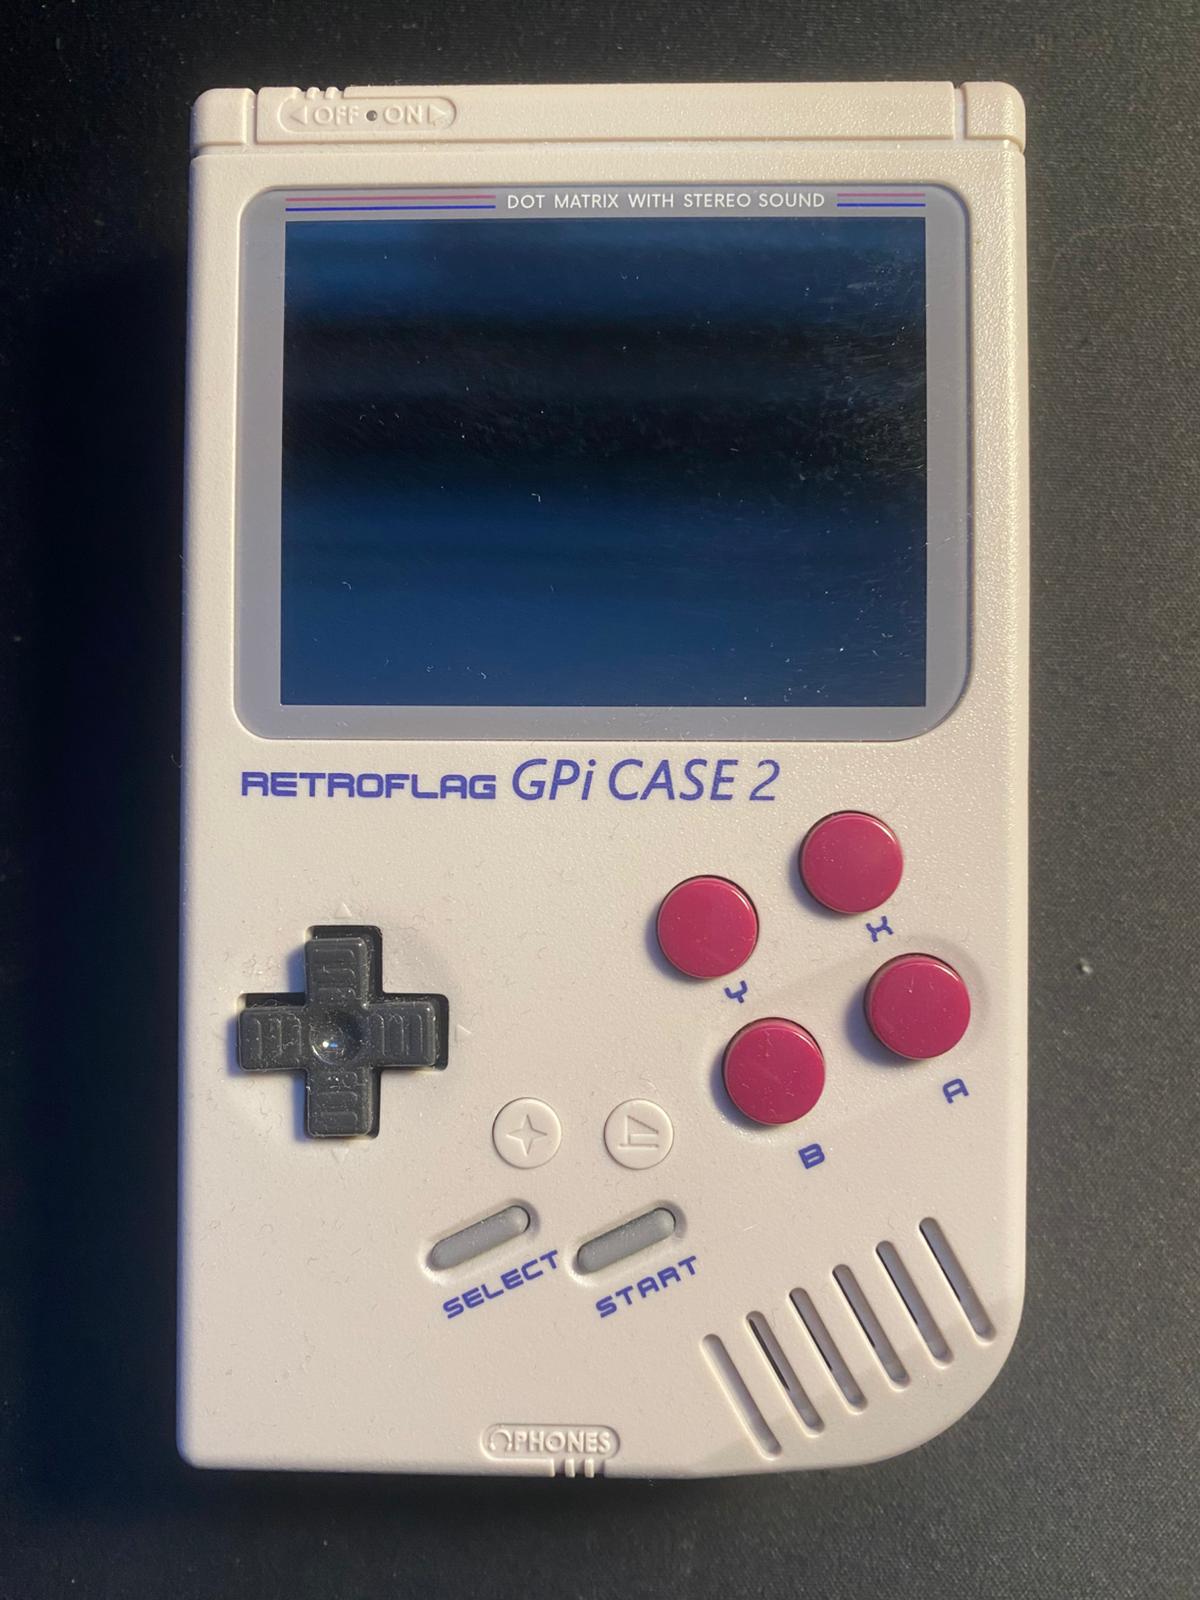 OFF ON
DOT MATRIX WITH STEREO SOUND
RETROFLAG GPi CASE 2
X
Y
A
B
SELECT
START
PHONES